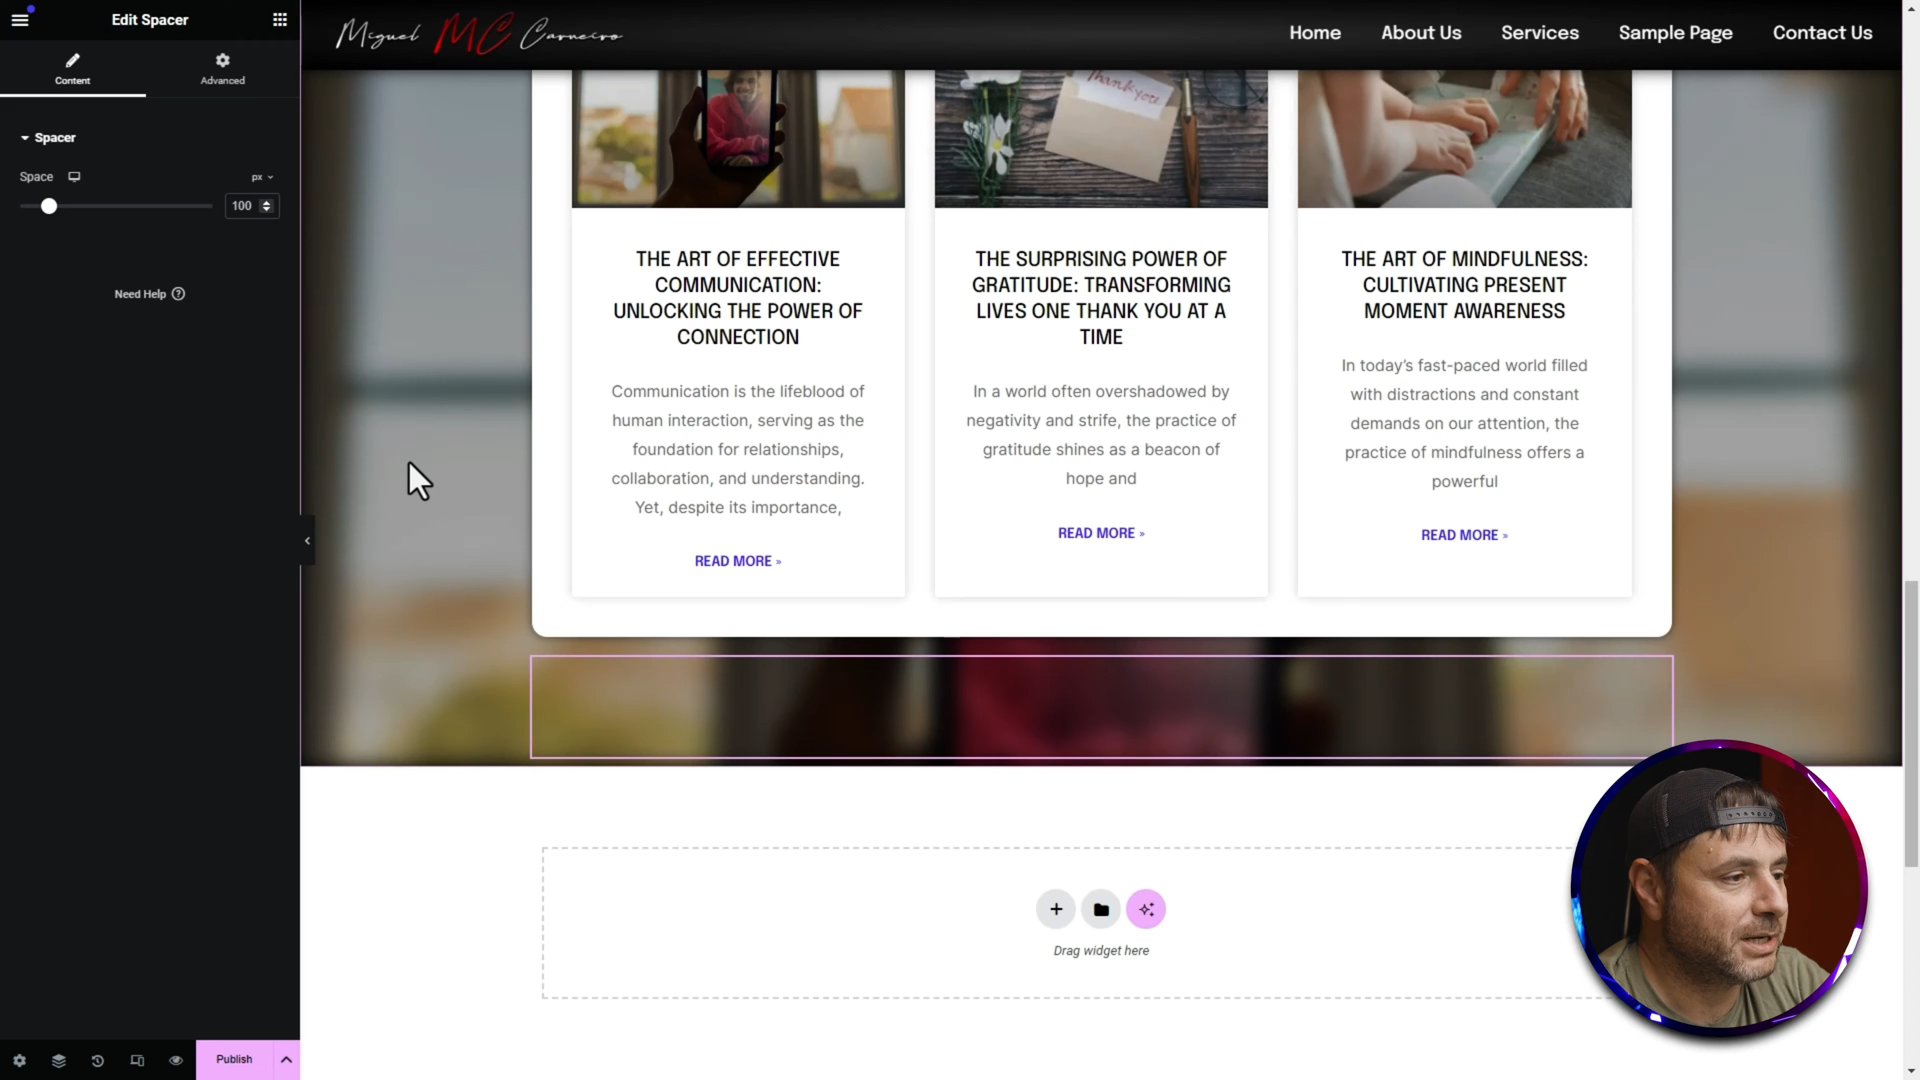 Edit Spacer
Content
Advanced
Spacer
Space
px
100
Need Help
Publish
Miguel MC Carneiro
Home
About Us
Services
Sample Page
Contact Us
Thank you
THE ART OF EFFECTIVE
COMMUNICATION:
UNLOCKING THE POWER OF
CONNECTION
Communication is the lifeblood of
human interaction, serving as the
foundation for relationships,
collaboration, and understanding.
Yet, despite its importance,
READ MORE »
THE SURPRISING POWER OF
GRATITUDE: TRANSFORMING
LIVES ONE THANK YOU AT A
TIME
In a world often overshadowed by
negativity and strife, the practice of
gratitude shines as a beacon of
hope and
READ MORE »
THE ART OF MINDFULNESS:
CULTIVATING PRESENT
MOMENT AWARENESS
In today's fast-paced world filled
with distractions and constant
demands on our attention, the
practice of mindfulness offers a
powerful
READ MORE »
Drag widget here